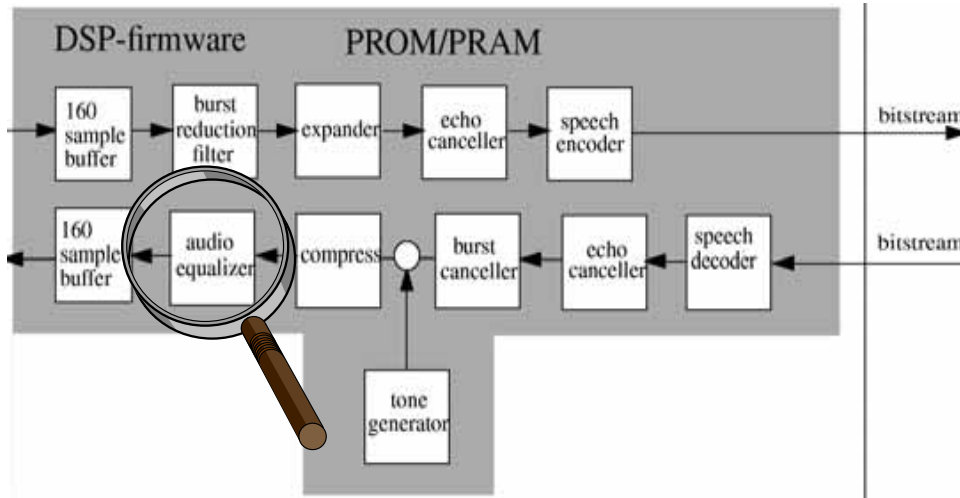 DSP-firmware
PROM/PRAM
160
sample
buffer
burst
reduction
filter
expander
echo
canceller
speech
encoder
bitstream
160
sample
buffer
audio
equalizer
compress
burst
canceller
echo
canceller
speech
decoder
bitstream
tone
generator